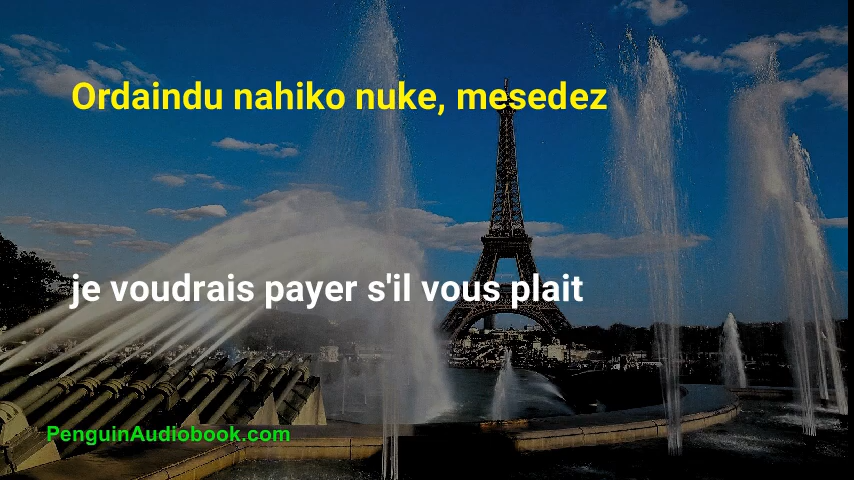 Ordaindu nahiko nuke, mesedez
je voudrais payer s'il vous plait
PenguinAudiobook.com